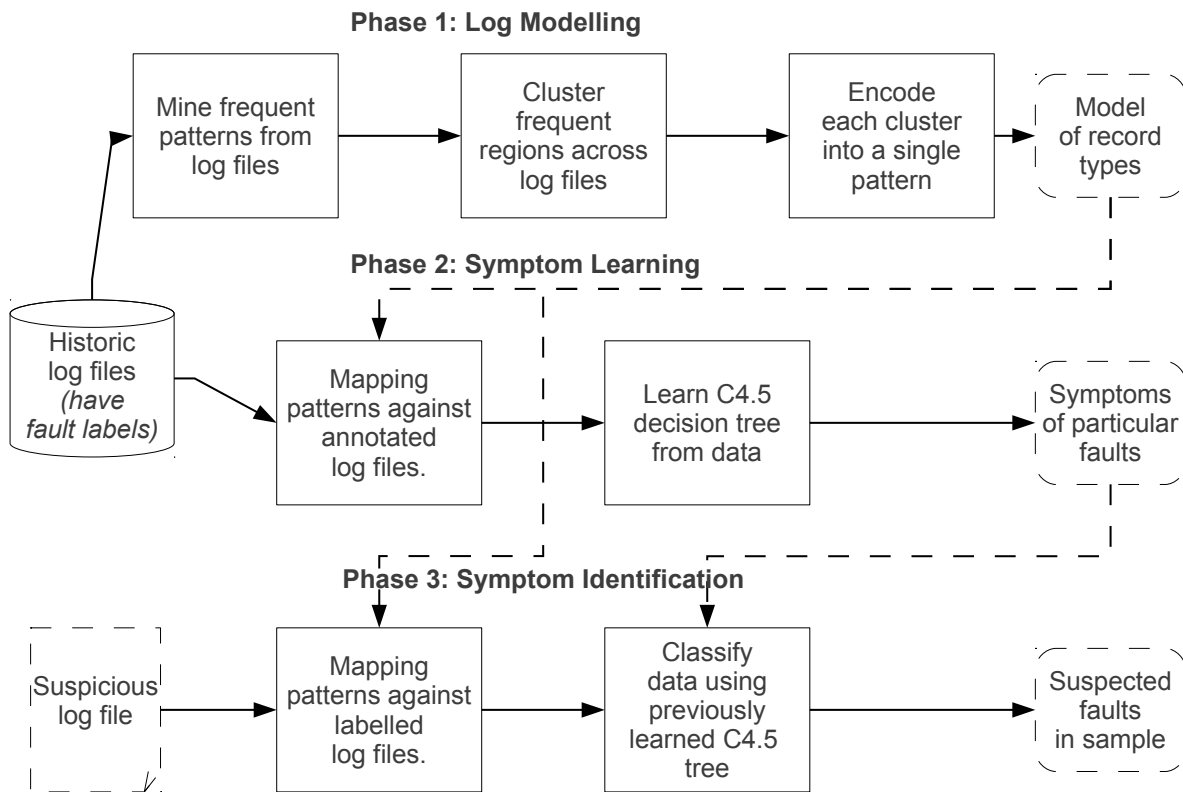 Phase 1: Log Modelling
Mine frequent
patterns from
log files
Cluster
frequent
regions across
log files
Encode
each cluster
into a single
pattern
Model
of record
types
Phase 2: Symptom Learning
Historic
log files
(have
fault labels)
Mapping
patterns against
annotated
log files.
Learn C4.5
decision tree
from data
Symptoms
of particular
faults
Phase 3: Symptom Identification
Suspicious
log file
Mapping
patterns against
labelled
log files.
Classify
data using
previously
learned C4.5
tree
Suspected
faults
in sample